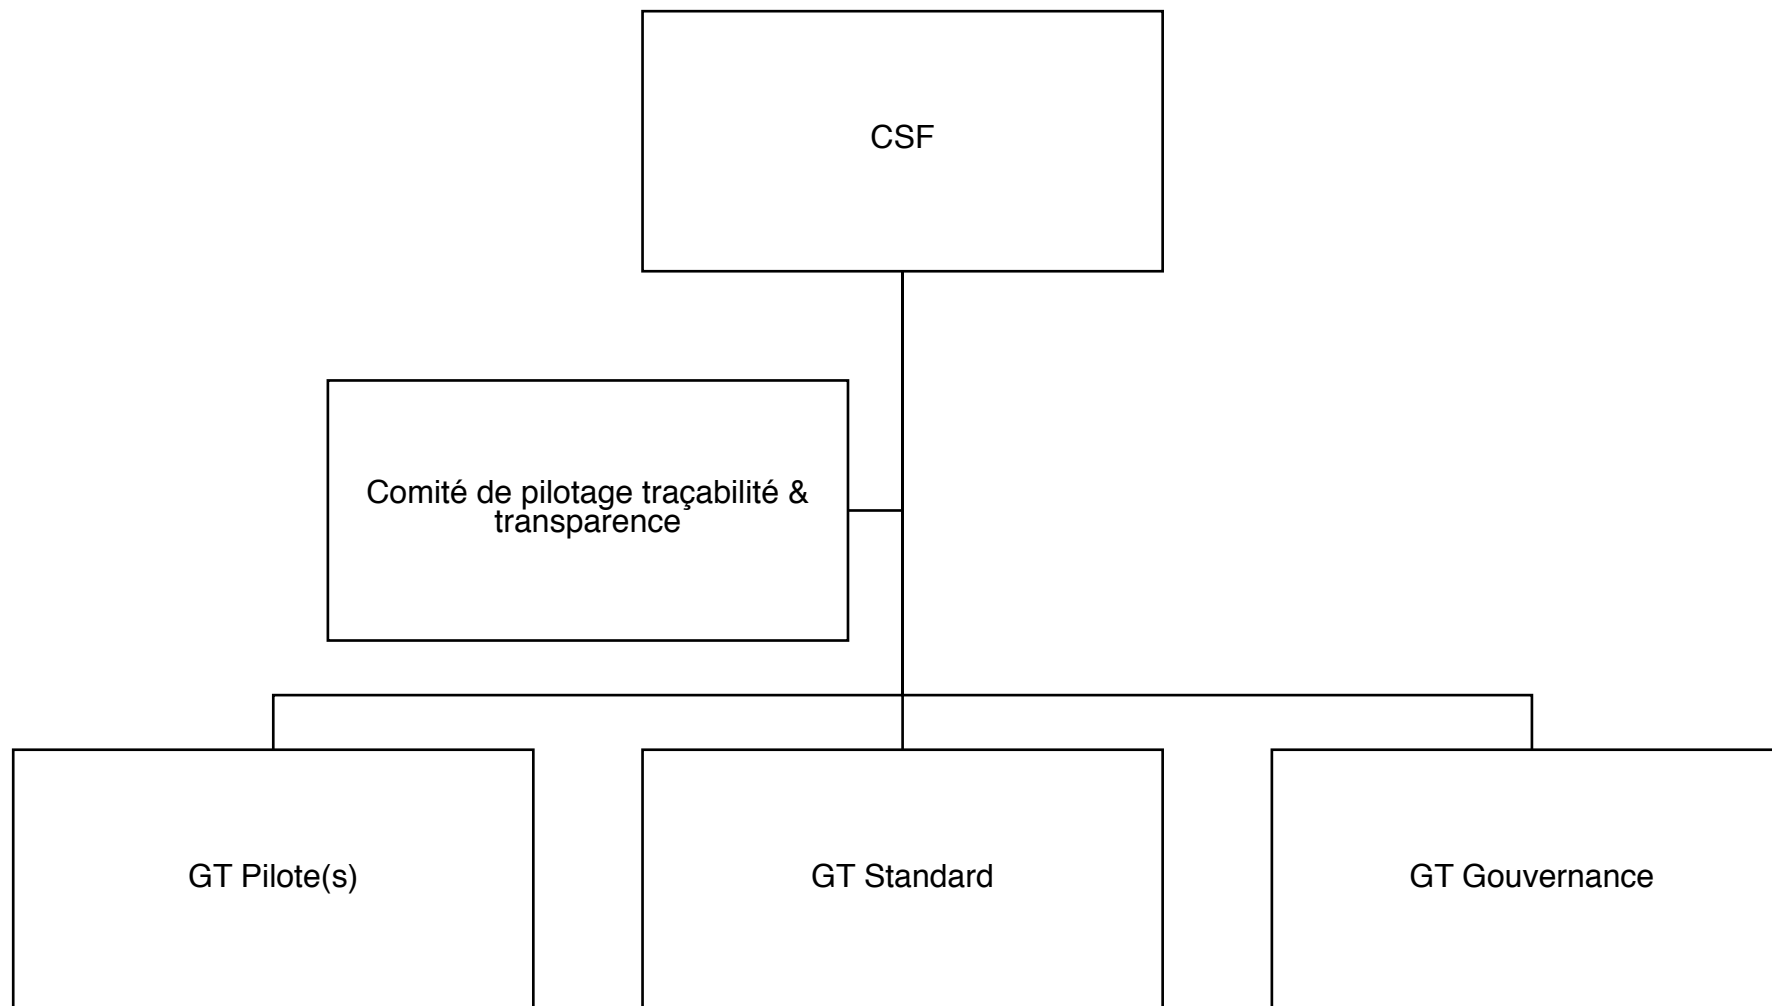 CSF
Comité de pilotage traçabilité &
transparence
GT Pilote(s)
GT Standard
GT Gouvernance